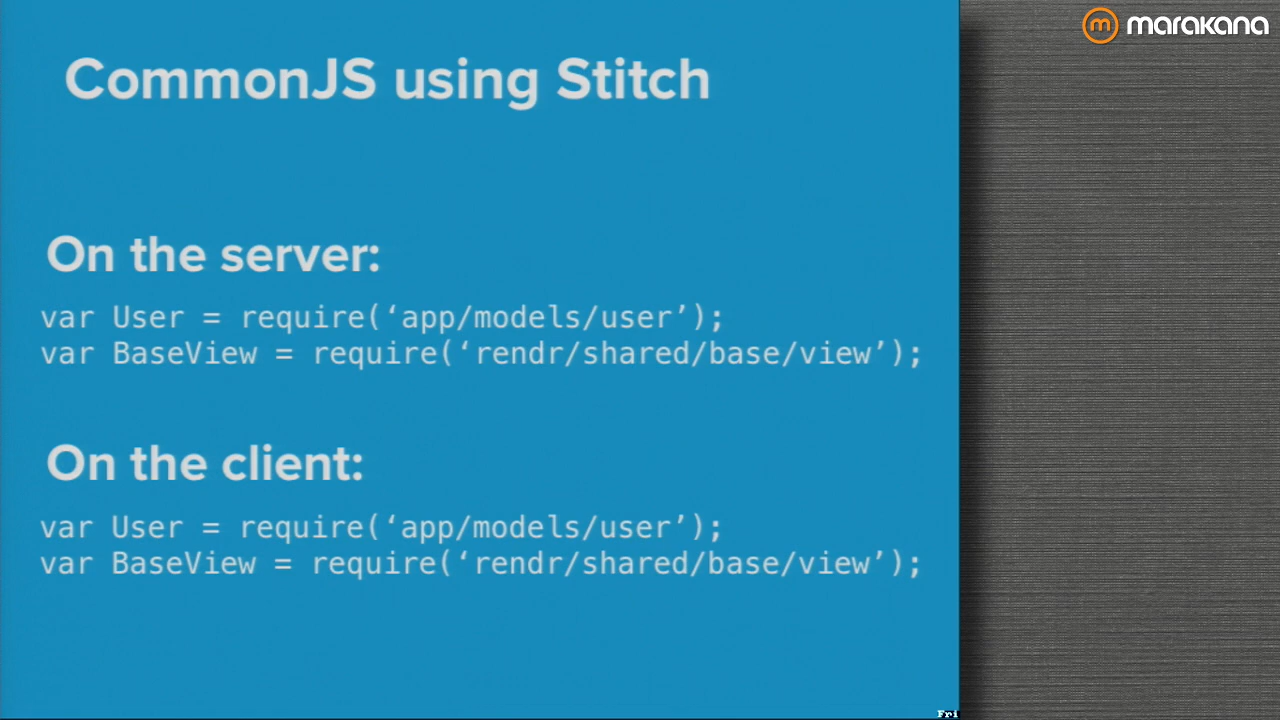 marakana
CommonJS using Stitch
On the server:
var User = require(‘app/models/user’);
var BaseView = require(‘rendr/shared/base/view’);
On the client:
var User = require(‘app/models/user’);
var BaseView = require(‘rendr/shared/base/view’);
Fri